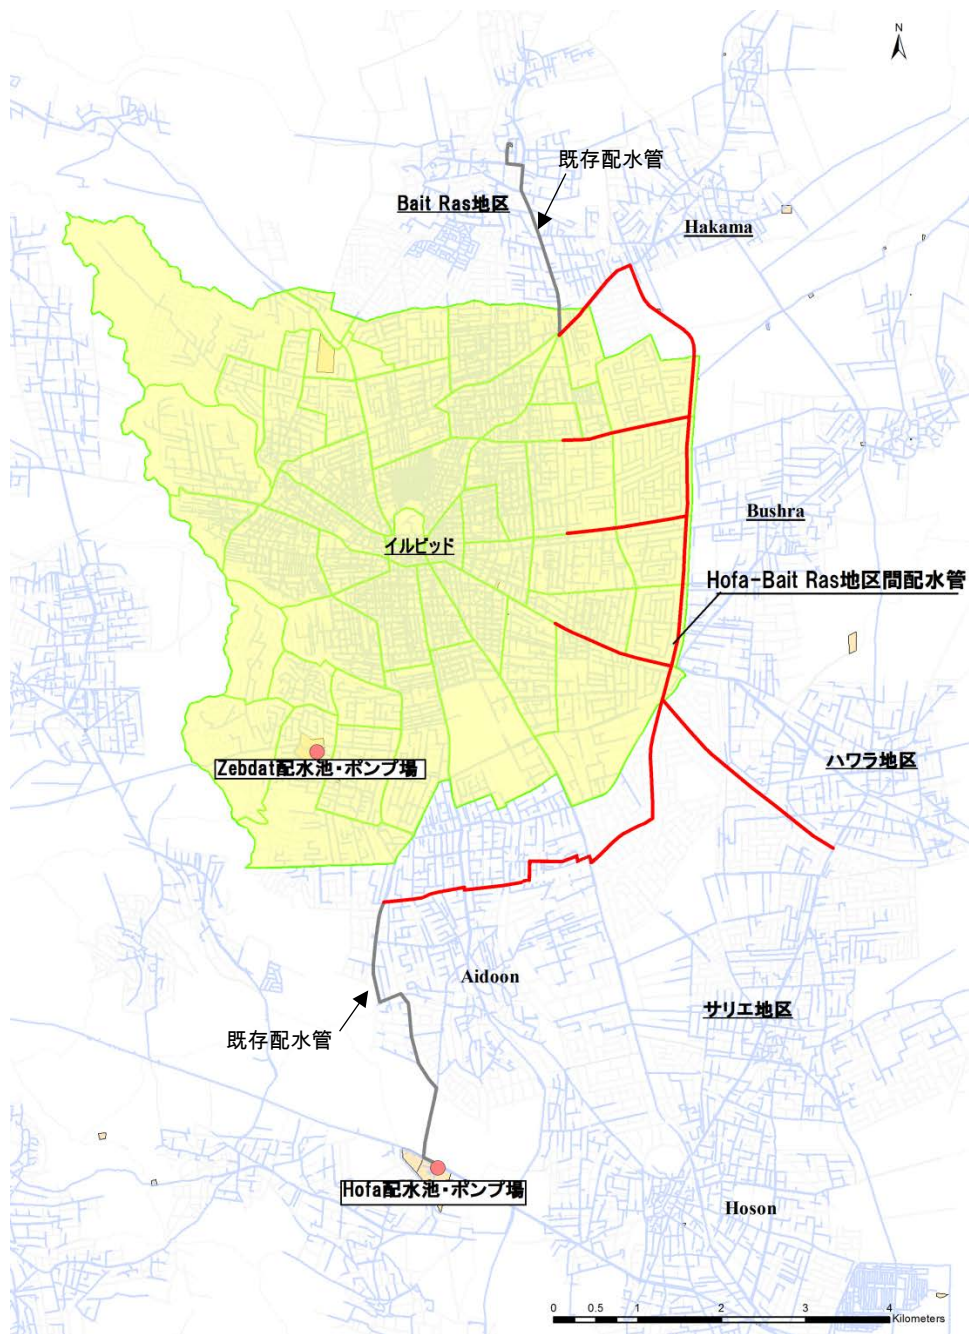 N
既存配水管
Bait Ras地区
Hakama
イルビッド
Bushra
Hofa-Bait Ras地区間配水管
ハワラ地区
Zebdat配水池・ポンプ場
Aidoon
サリエ地区
既存配水管
Hofa配水池・ポンプ場
Hoson
0 0.5 1 2 3 4
Kilometers